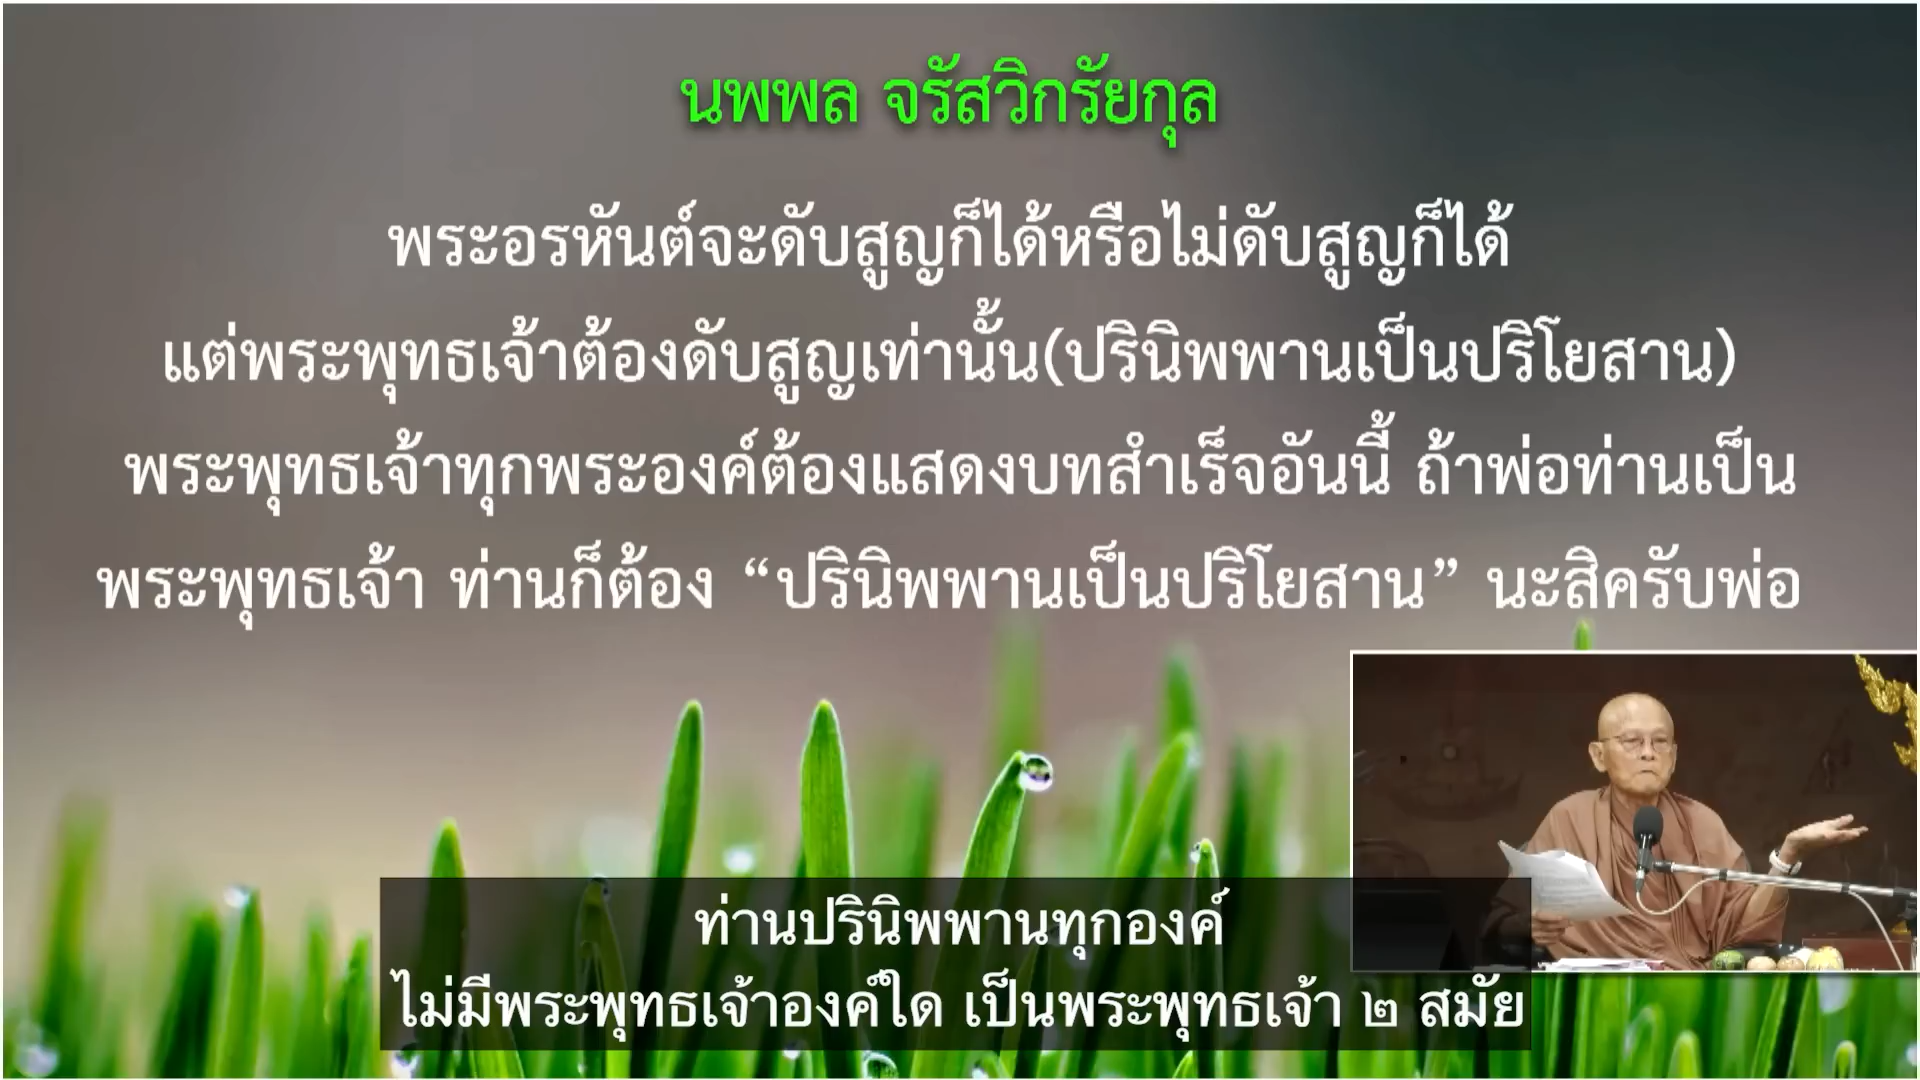 นพพล จรัสวิกรัยกุล
พระอรหันต์จะดับสูญก็ได้หรือไม่ดับสูญก็ได้
แต่พระพุทธเจ้าต้องดับสูญเท่านั้น(ปรินิพพานเป็นปริโยสาน)
พระพุทธเจ้าทุกพระองค์ต้องแสดงบทสำเร็จอันนี้ ถ้าพ่อท่านเป็น
พระพุทธเจ้า ท่านก็ต้อง “ปรินิพพานเป็นปริโยสาน” นะสิครับพ่อ
ท่านปรินิพพานทุกองค์
ไม่มีพระพุทธเจ้าองค์ใด เป็นพระพุทธเจ้า ๒ สมัย